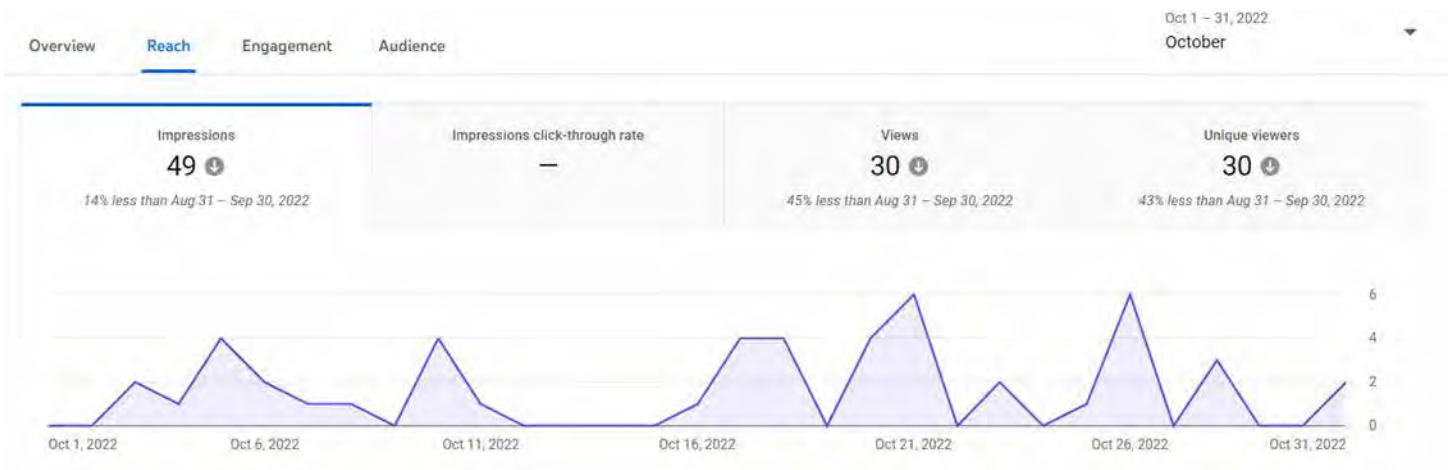 Oct 1 – 31, 2022
Overview Reach Engagement Audience October
Impressions Impressions click-through rate Views Unique viewers
49 — 30 30
14% less than Aug 31 – Sep 30, 2022 45% less than Aug 31 – Sep 30, 2022 43% less than Aug 31 – Sep 30, 2022
6
4
2
0
Oct 1, 2022 Oct 6, 2022 Oct 11, 2022 Oct 16, 2022 Oct 21, 2022 Oct 26, 2022 Oct 31, 2022